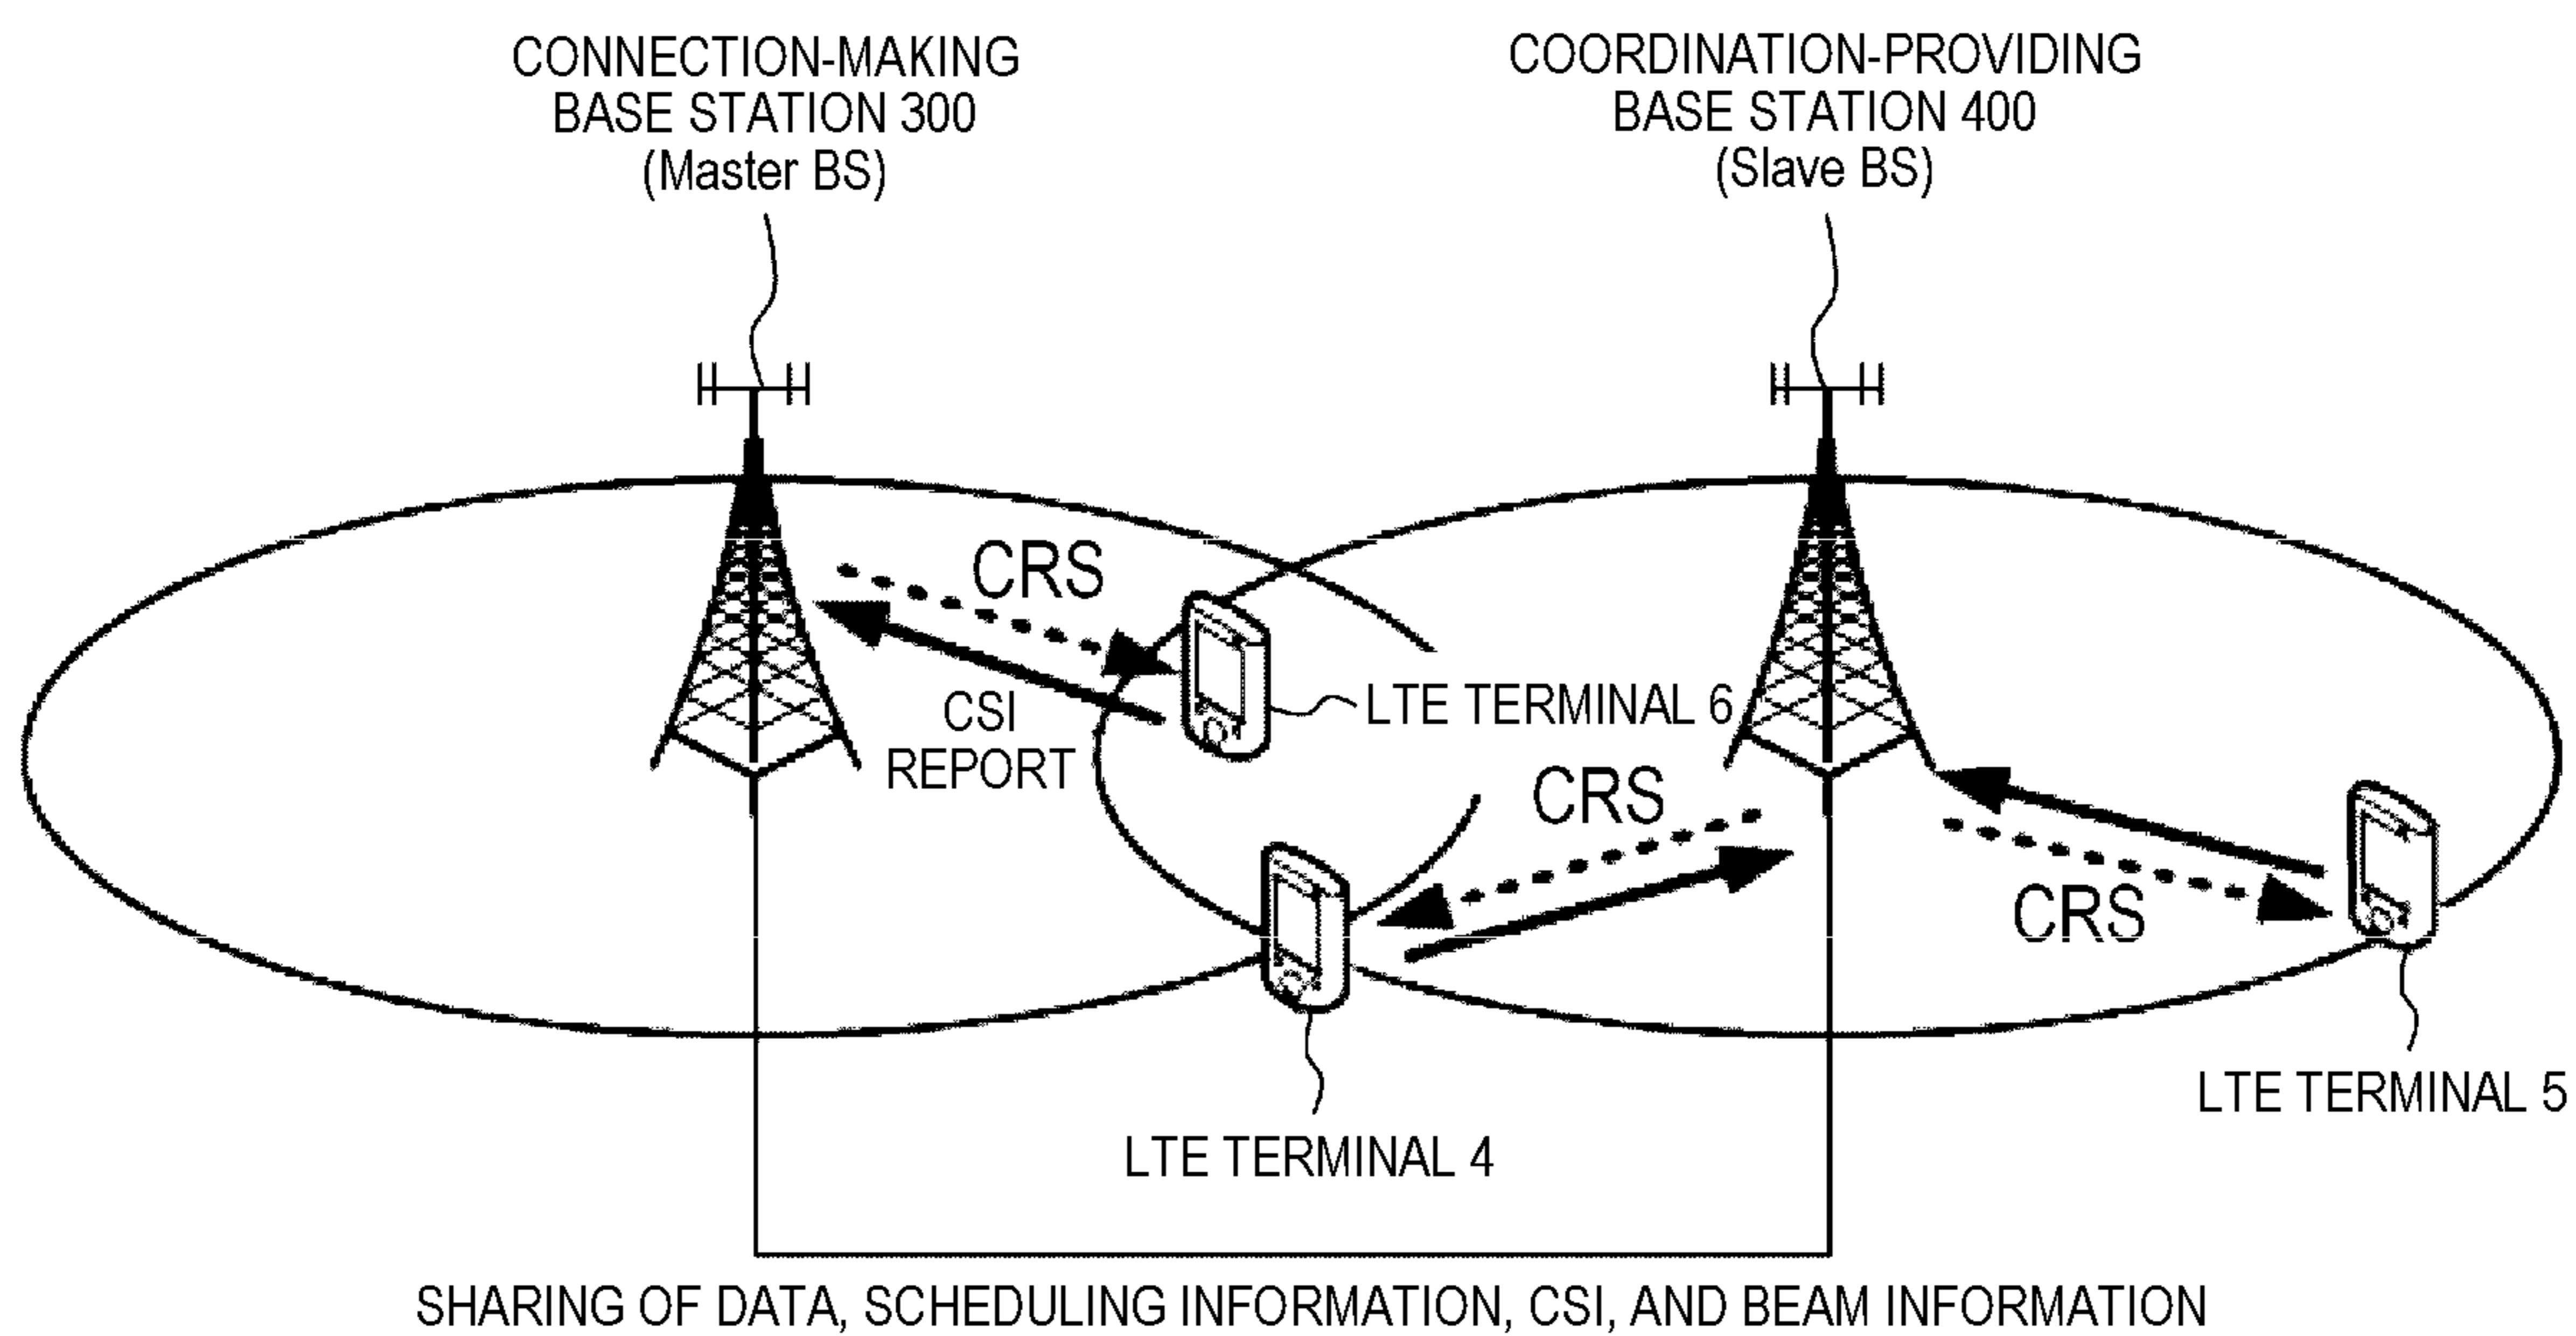 CONNECTION-MAKING
BASE STATION 300
(Master BS)
COORDINATION-PROVIDING
BASE STATION 400
(Slave BS)
CRS
CSI
REPORT
LTE TERMINAL 6
CRS
CRS
LTE TERMINAL 5
LTE TERMINAL 4
SHARING OF DATA, SCHEDULING INFORMATION, CSI, AND BEAM INFORMATION